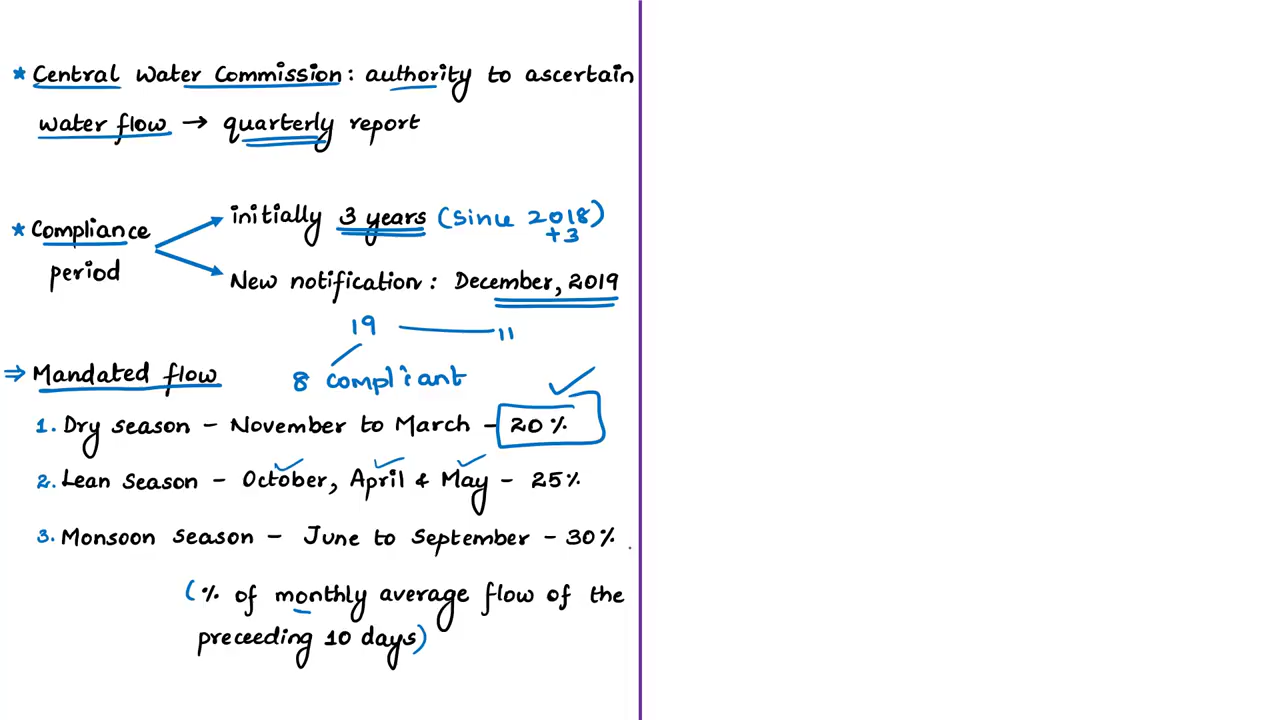 * Central Water Commission: authority to ascertain
water flow → quarterly report
* Compliance period
initially 3 years (Since 2018)
+3
New notification: December, 2019
19 — 11
8 compliant
⇒ Mandated flow
1. Dry season - November to March - 20%
2. Lean season - October, April & May - 25%
3. Monsoon season - June to September - 30%
(% of monthly average flow of the
preceeding 10 days)